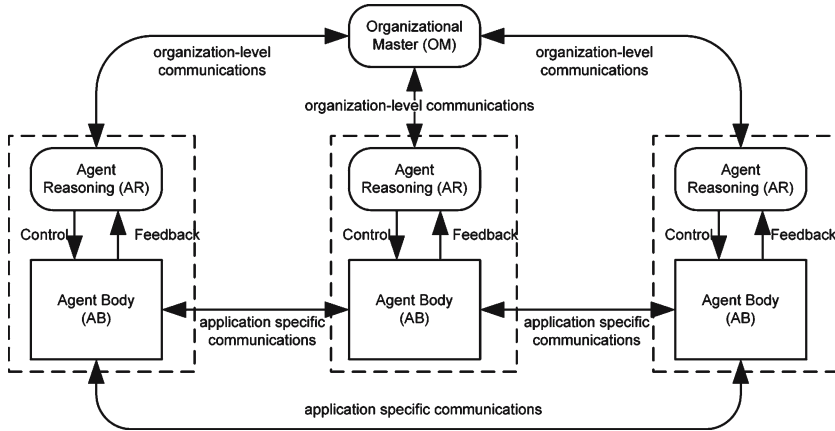 Organizational
Master (OM)
organization-level
communications
organization-level
communications
organization-level communications
Agent
Reasoning (AR)
Agent
Reasoning (AR)
Agent
Reasoning (AR)
Control
Feedback
Control
Feedback
Control
Feedback
Agent Body
(AB)
Agent Body
(AB)
Agent Body
(AB)
application specific
communications
application specific
communications
application specific communications